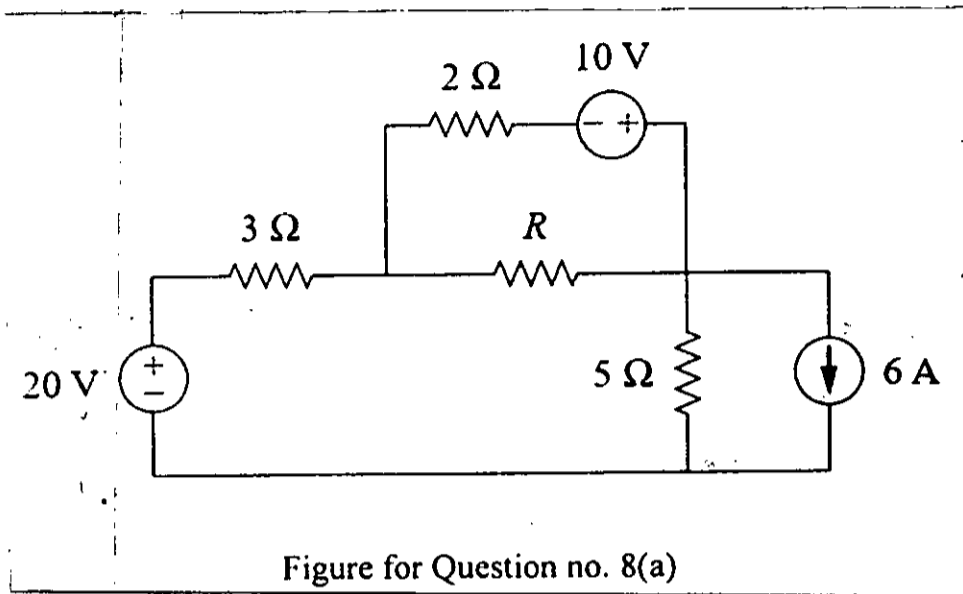 10 V
2 Ω
− +
3 Ω
R
+
−
20 V
5 Ω
6 A
Figure for Question no. 8(a)